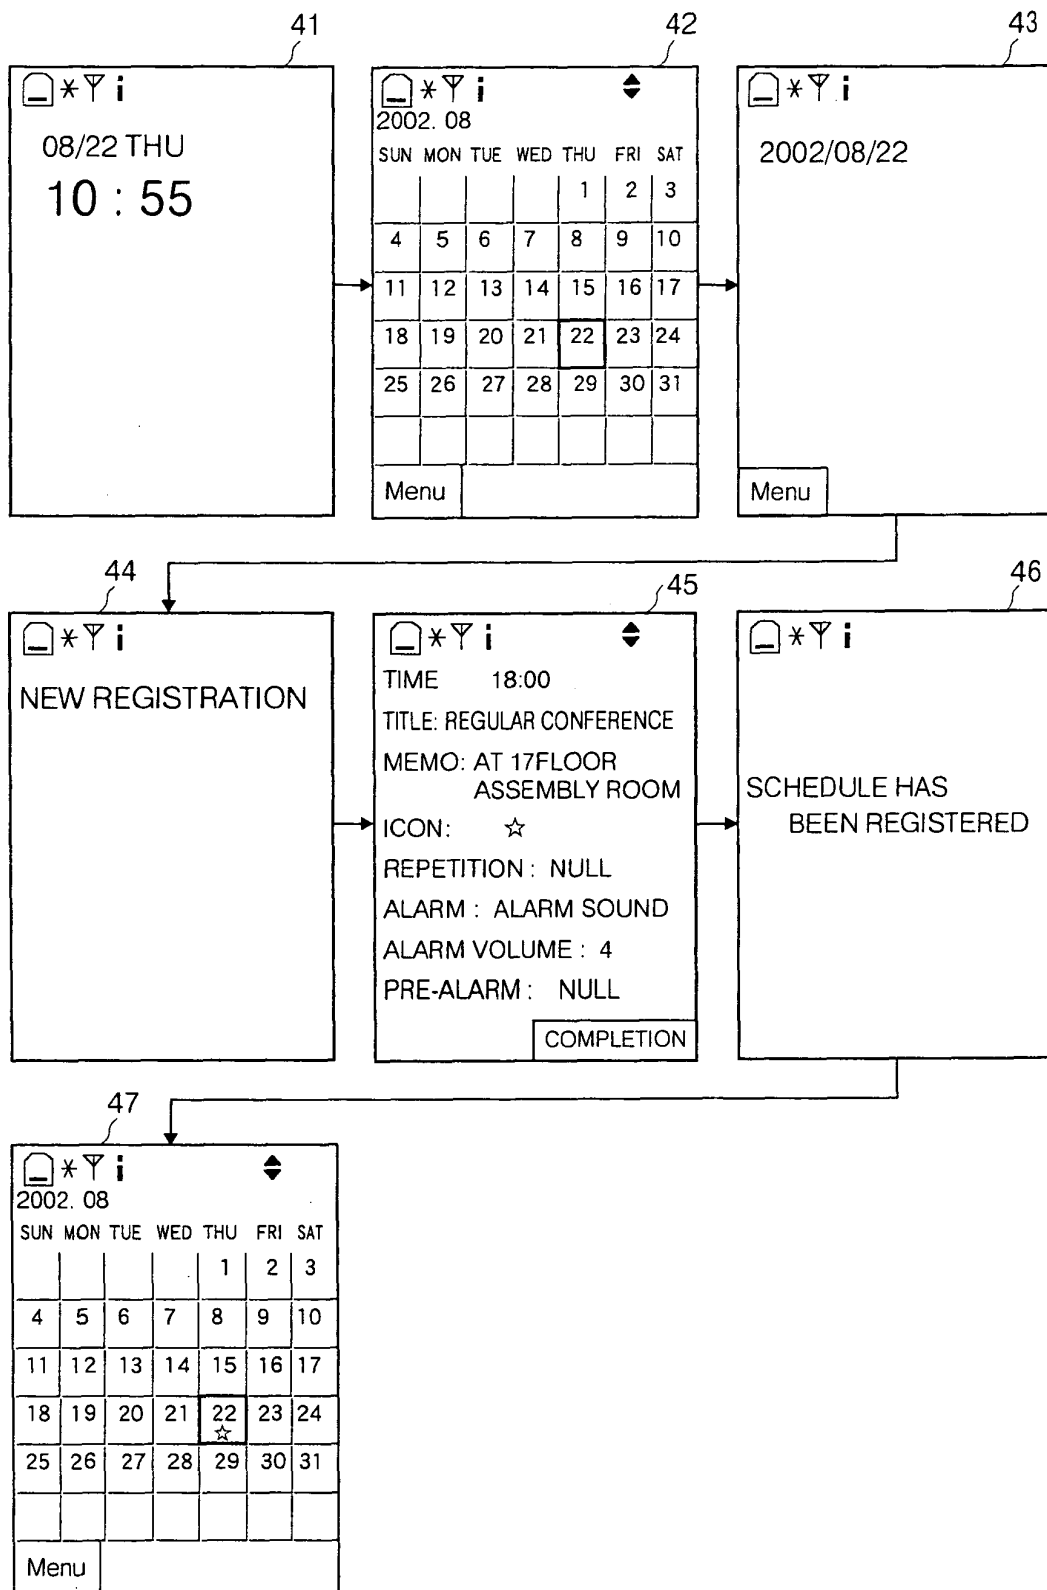 41
08/22 THU
10 : 55
42
2002. 08
SUN MON TUE WED THU FRI SAT
1 2 3
4 5 6 7 8 9 10
11 12 13 14 15 16 17
18 19 20 21 22 23 24
25 26 27 28 29 30 31
Menu
43
2002/08/22
Menu
44
NEW REGISTRATION
45
TIME 18:00
TITLE: REGULAR CONFERENCE
MEMO: AT 17FLOOR
ASSEMBLY ROOM
ICON: ☆
REPETITION : NULL
ALARM : ALARM SOUND
ALARM VOLUME : 4
PRE-ALARM : NULL
COMPLETION
46
SCHEDULE HAS
BEEN REGISTERED
47
2002. 08
SUN MON TUE WED THU FRI SAT
1 2 3
4 5 6 7 8 9 10
11 12 13 14 15 16 17
18 19 20 21 22 23 24
☆
25 26 27 28 29 30 31
Menu